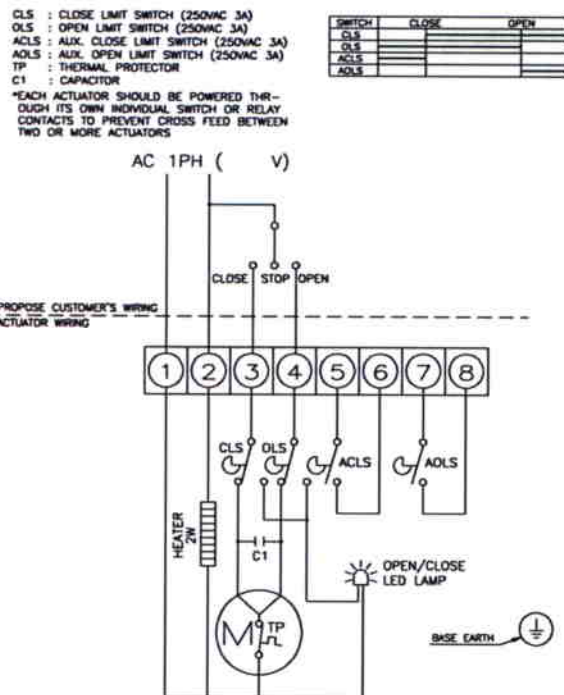 CLS : CLOSE LIMIT SWITCH (250VAC 3A)
OLS : OPEN LIMIT SWITCH (250VAC 3A)
ACLS : AUX. CLOSE LIMIT SWITCH (250VAC 3A)
AOLS : AUX. OPEN LIMIT SWITCH (250VAC 3A)
TP : THERMAL PROTECTOR
C1 : CAPACITOR
*EACH ACTUATOR SHOULD BE POWERED THR-
OUGH ITS OWN INDIVIDUAL SWITCH OR RELAY
CONTACTS TO PREVENT CROSS FEED BETWEEN
TWO OR MORE ACTUATORS
SWITCH CLOSE OPEN
CLS
OLS
ACLS
AOLS
AC 1PH ( V)
CLOSE STOP OPEN
PROPOSE CUSTOMER'S WIRING
ACTUATOR WIRING
1 2 3 4 5 6 7 8
CLS OLS ACLS AOLS
HEATER
2W
C1
OPEN/CLOSE
LED LAMP
M TP
BASE EARTH